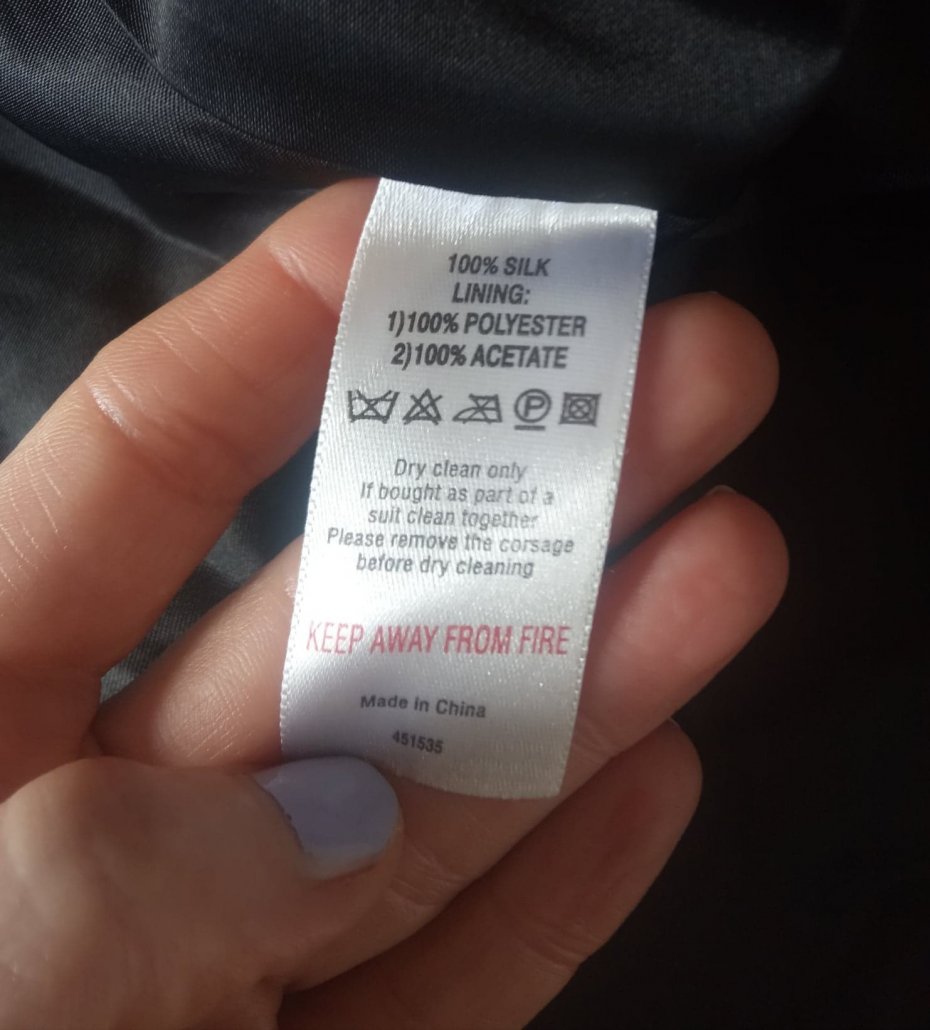 100% SILK
LINING:
1)100% POLYESTER
2)100% ACETATE
P
Dry clean only
If bought as part of a
suit clean together
Please remove the corsage
before dry cleaning
KEEP AWAY FROM FIRE
Made in China
451535